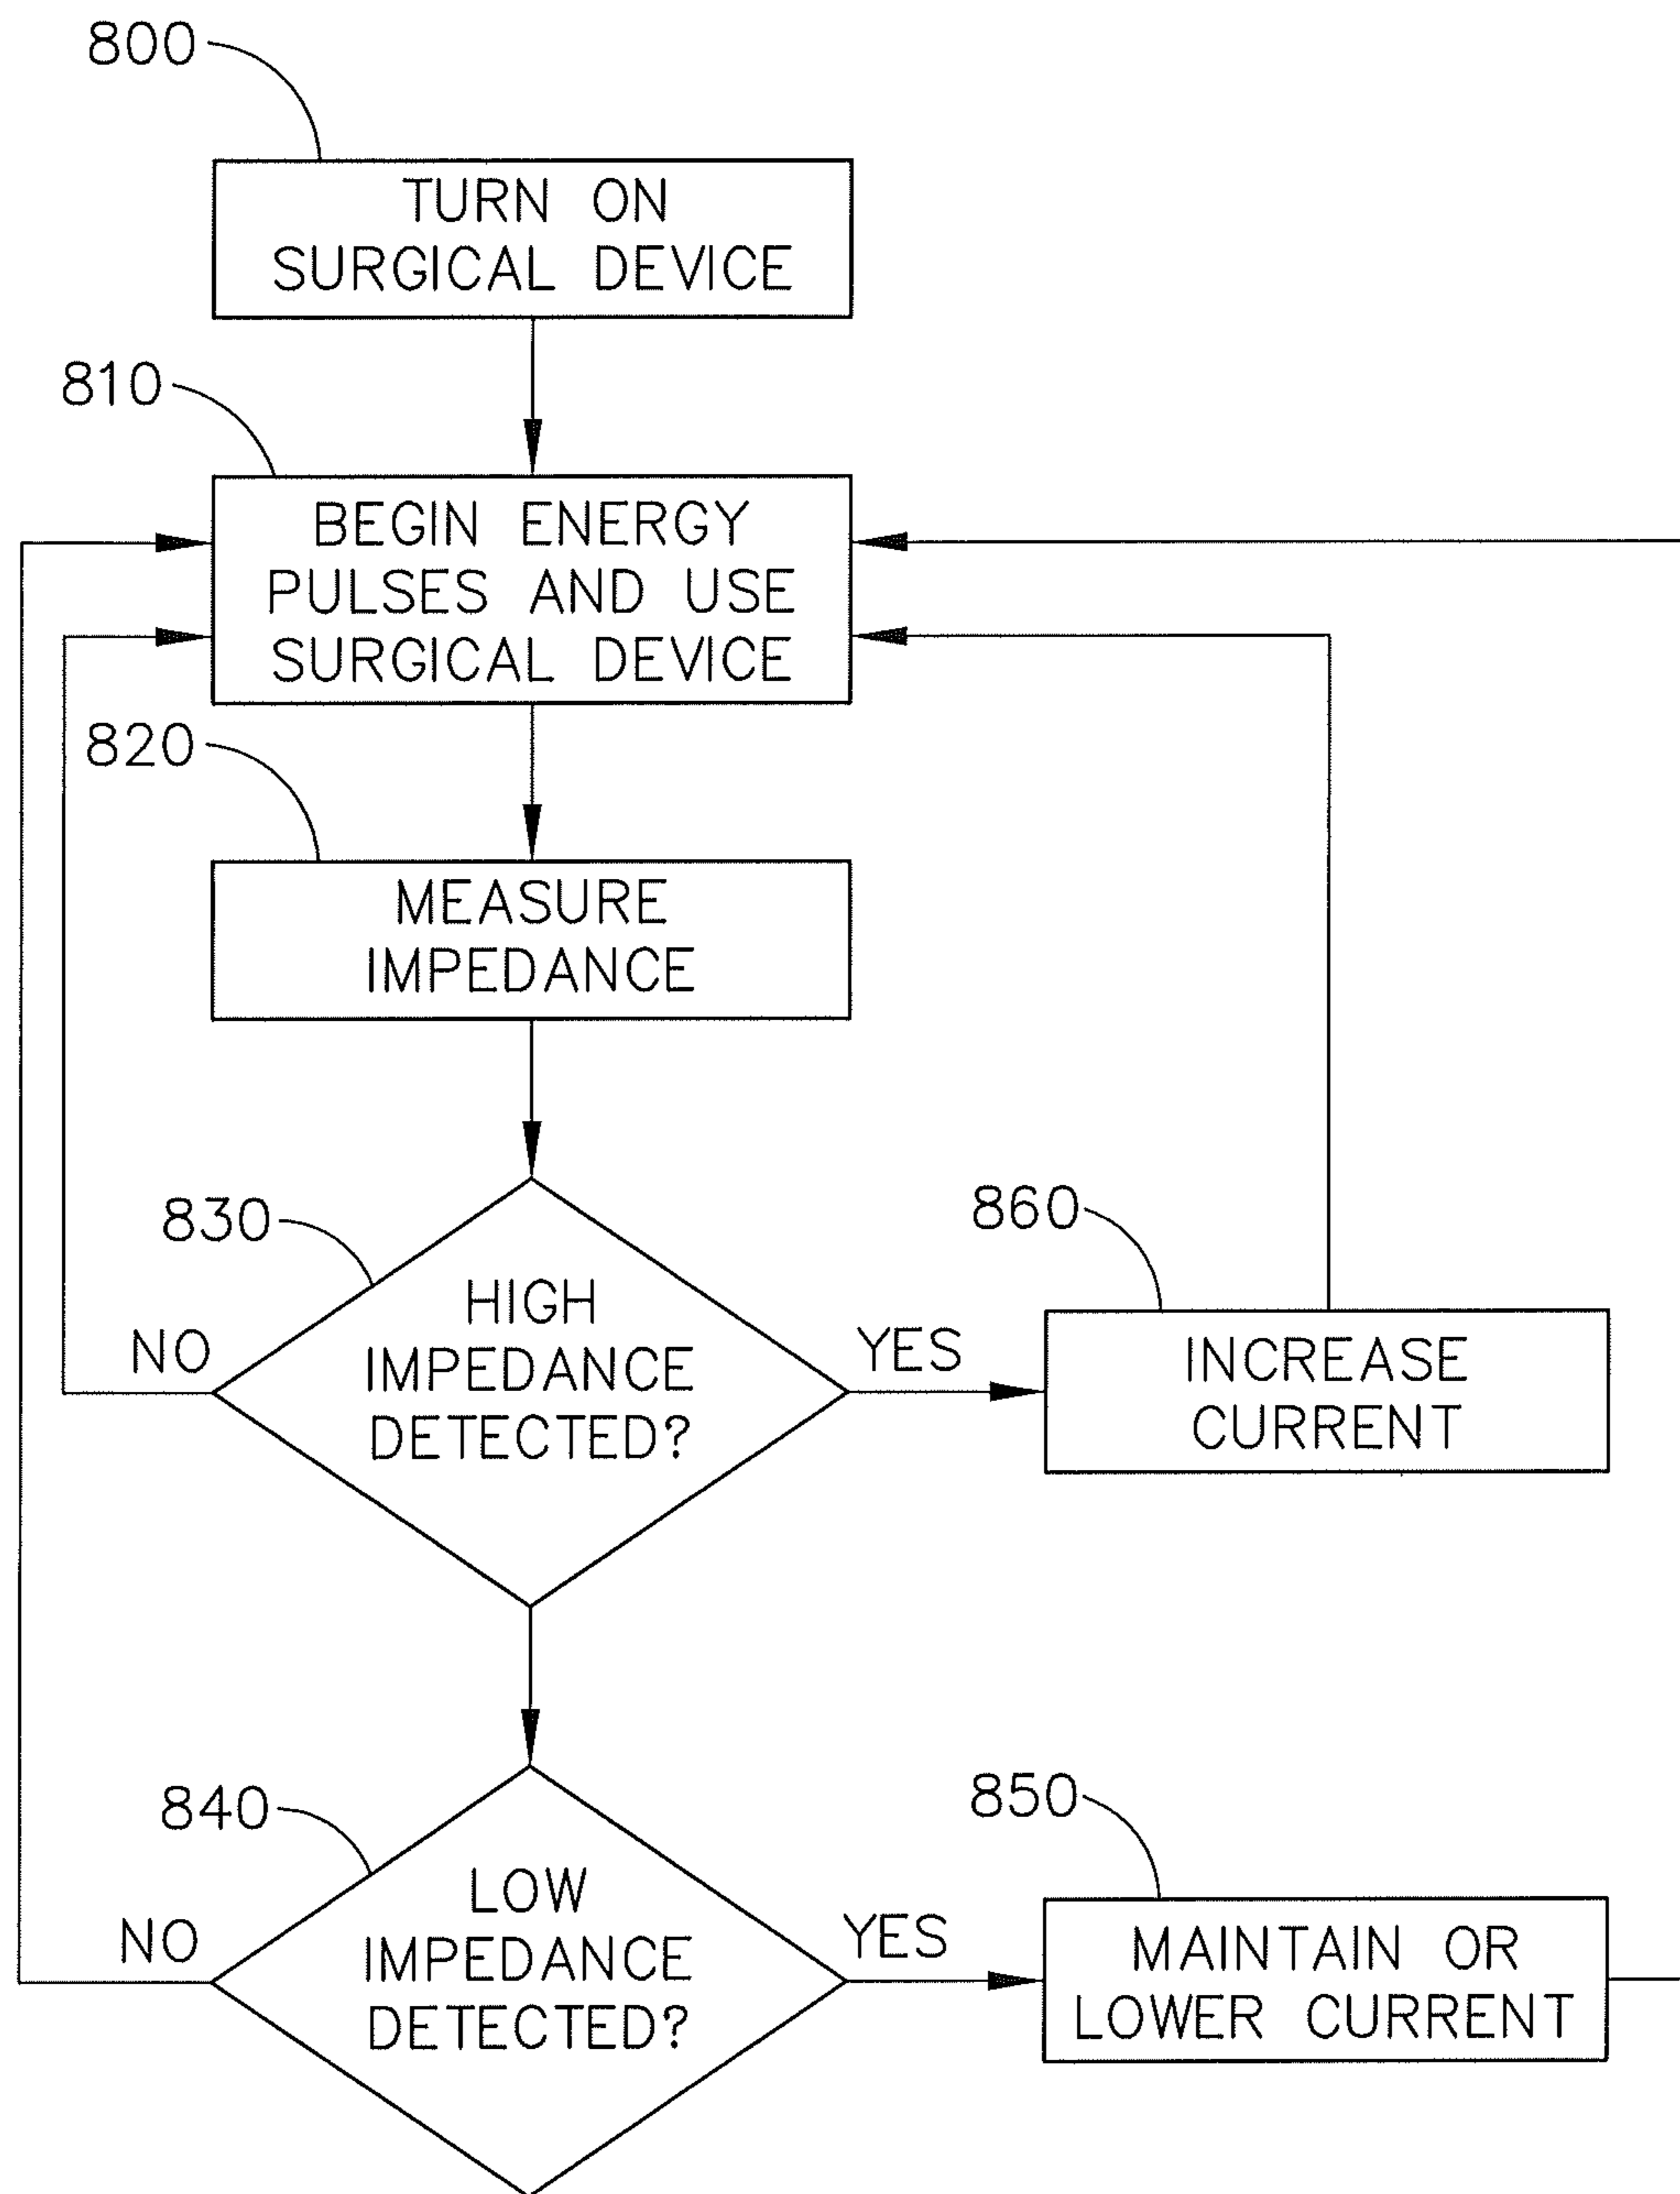 800
TURN ON
SURGICAL DEVICE
810
BEGIN ENERGY
PULSES AND USE
SURGICAL DEVICE
820
MEASURE
IMPEDANCE
830
HIGH
IMPEDANCE
DETECTED?
NO
YES
860
INCREASE
CURRENT
840
LOW
IMPEDANCE
DETECTED?
NO
YES
850
MAINTAIN OR
LOWER CURRENT